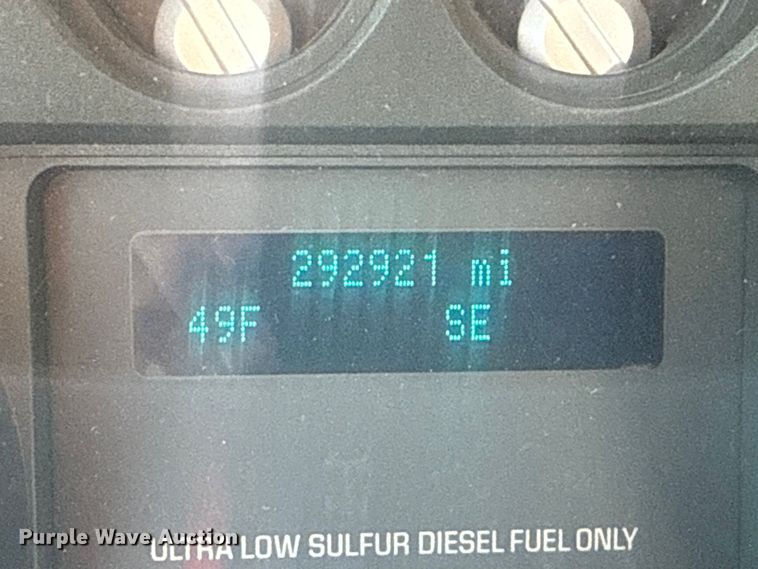 292921 mi
49F SE
ULTRA LOW SULFUR DIESEL FUEL ONLY
Purple Wave Auction